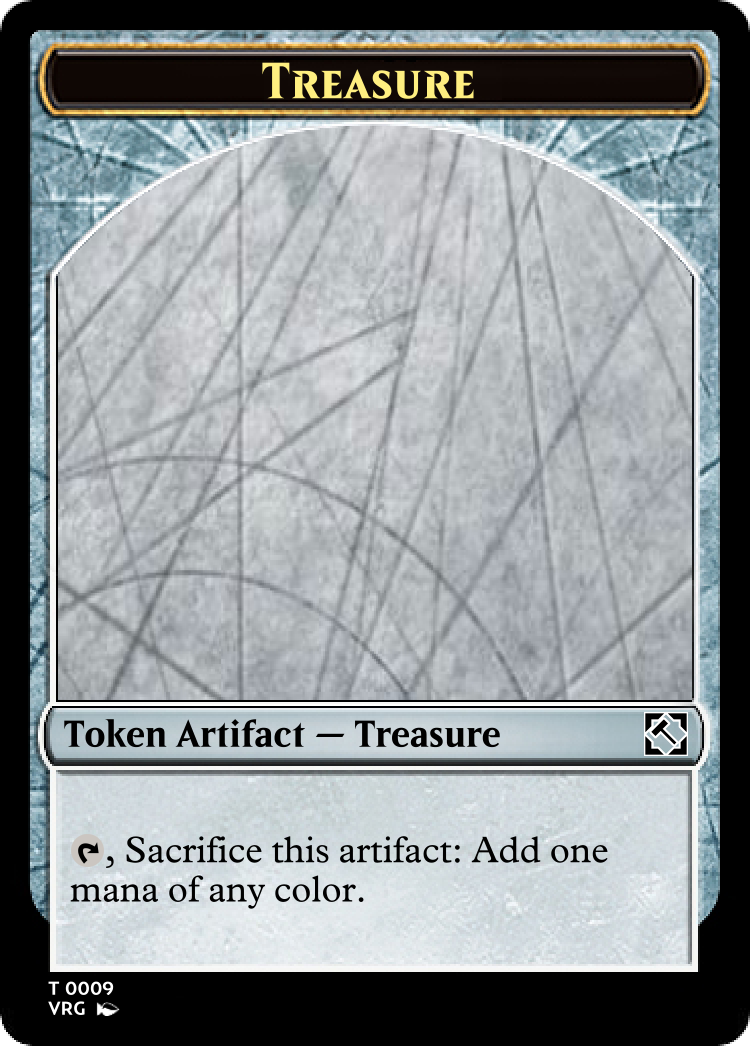 Treasure
Token Artifact — Treasure
, Sacrifice this artifact: Add one
mana of any color.
T 0009
VRG